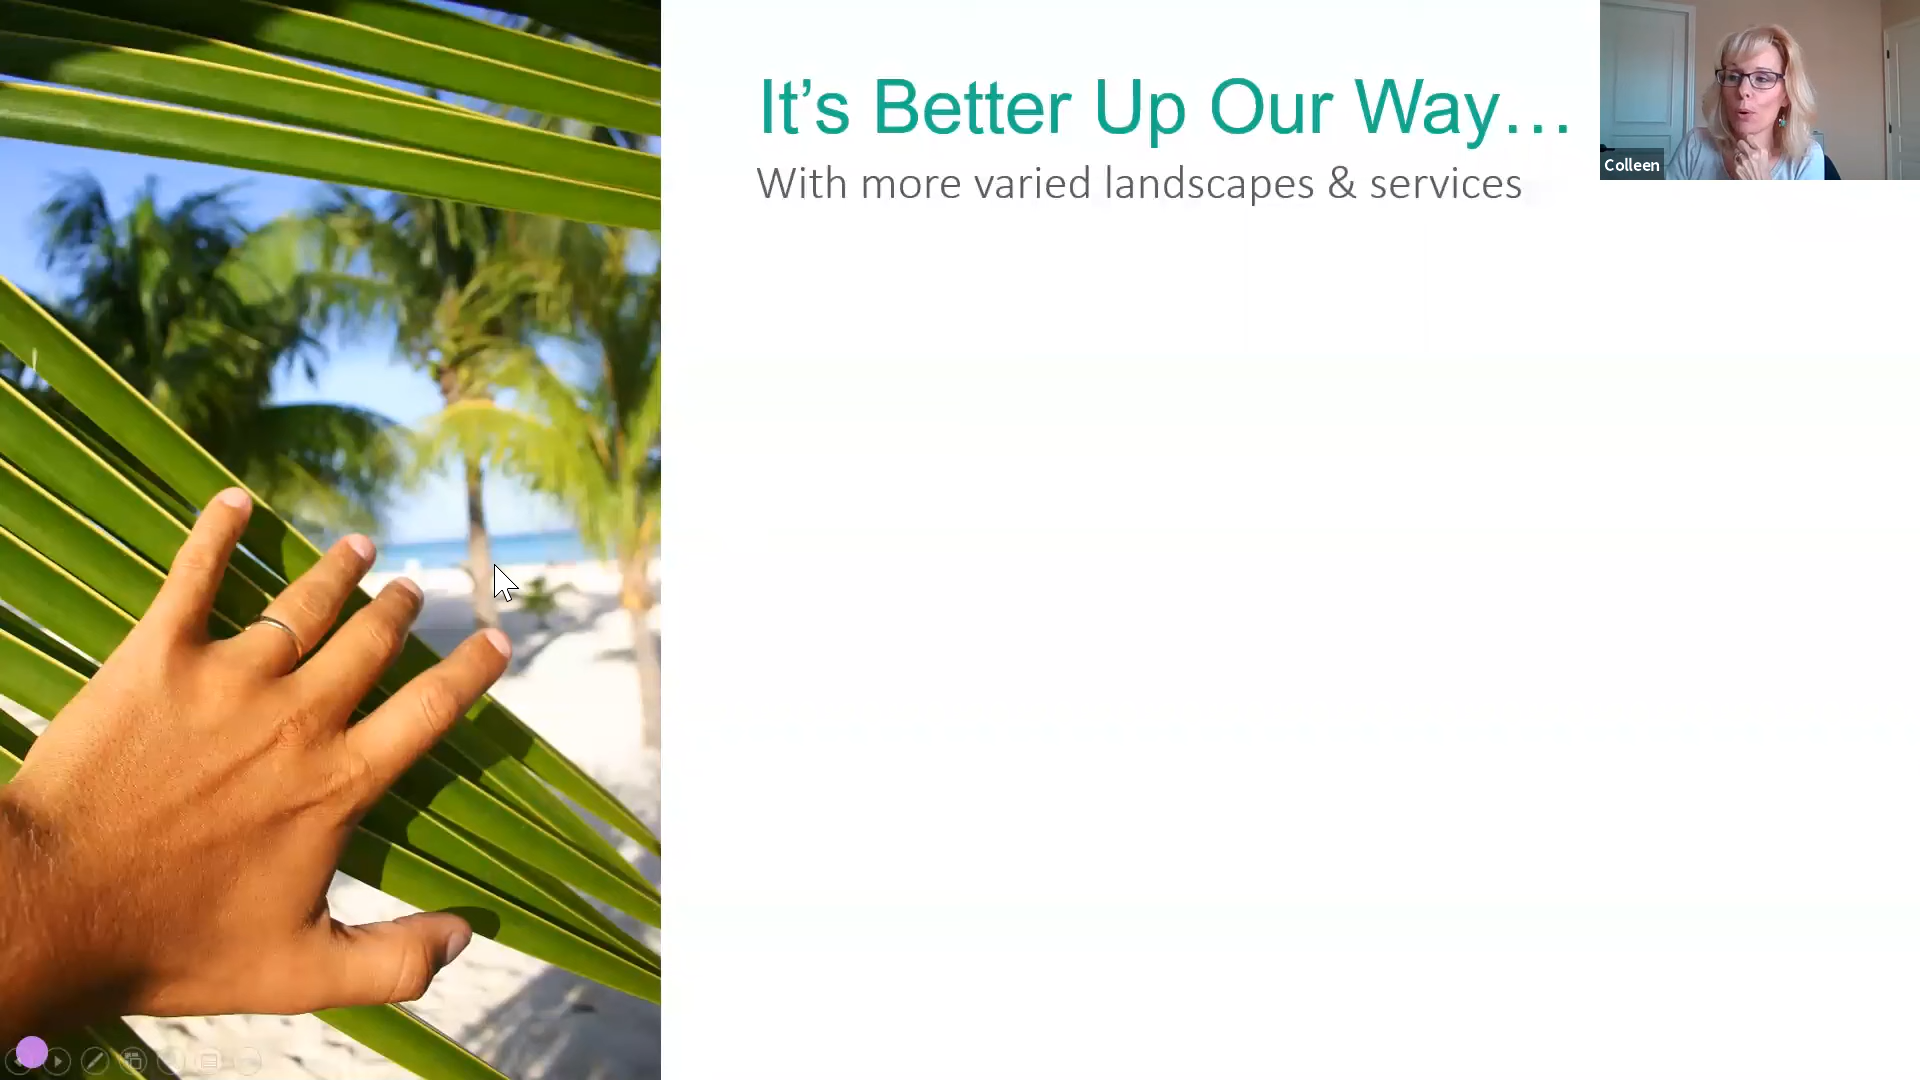 It’s Better Up Our Way…
With more varied landscapes & services
Colleen